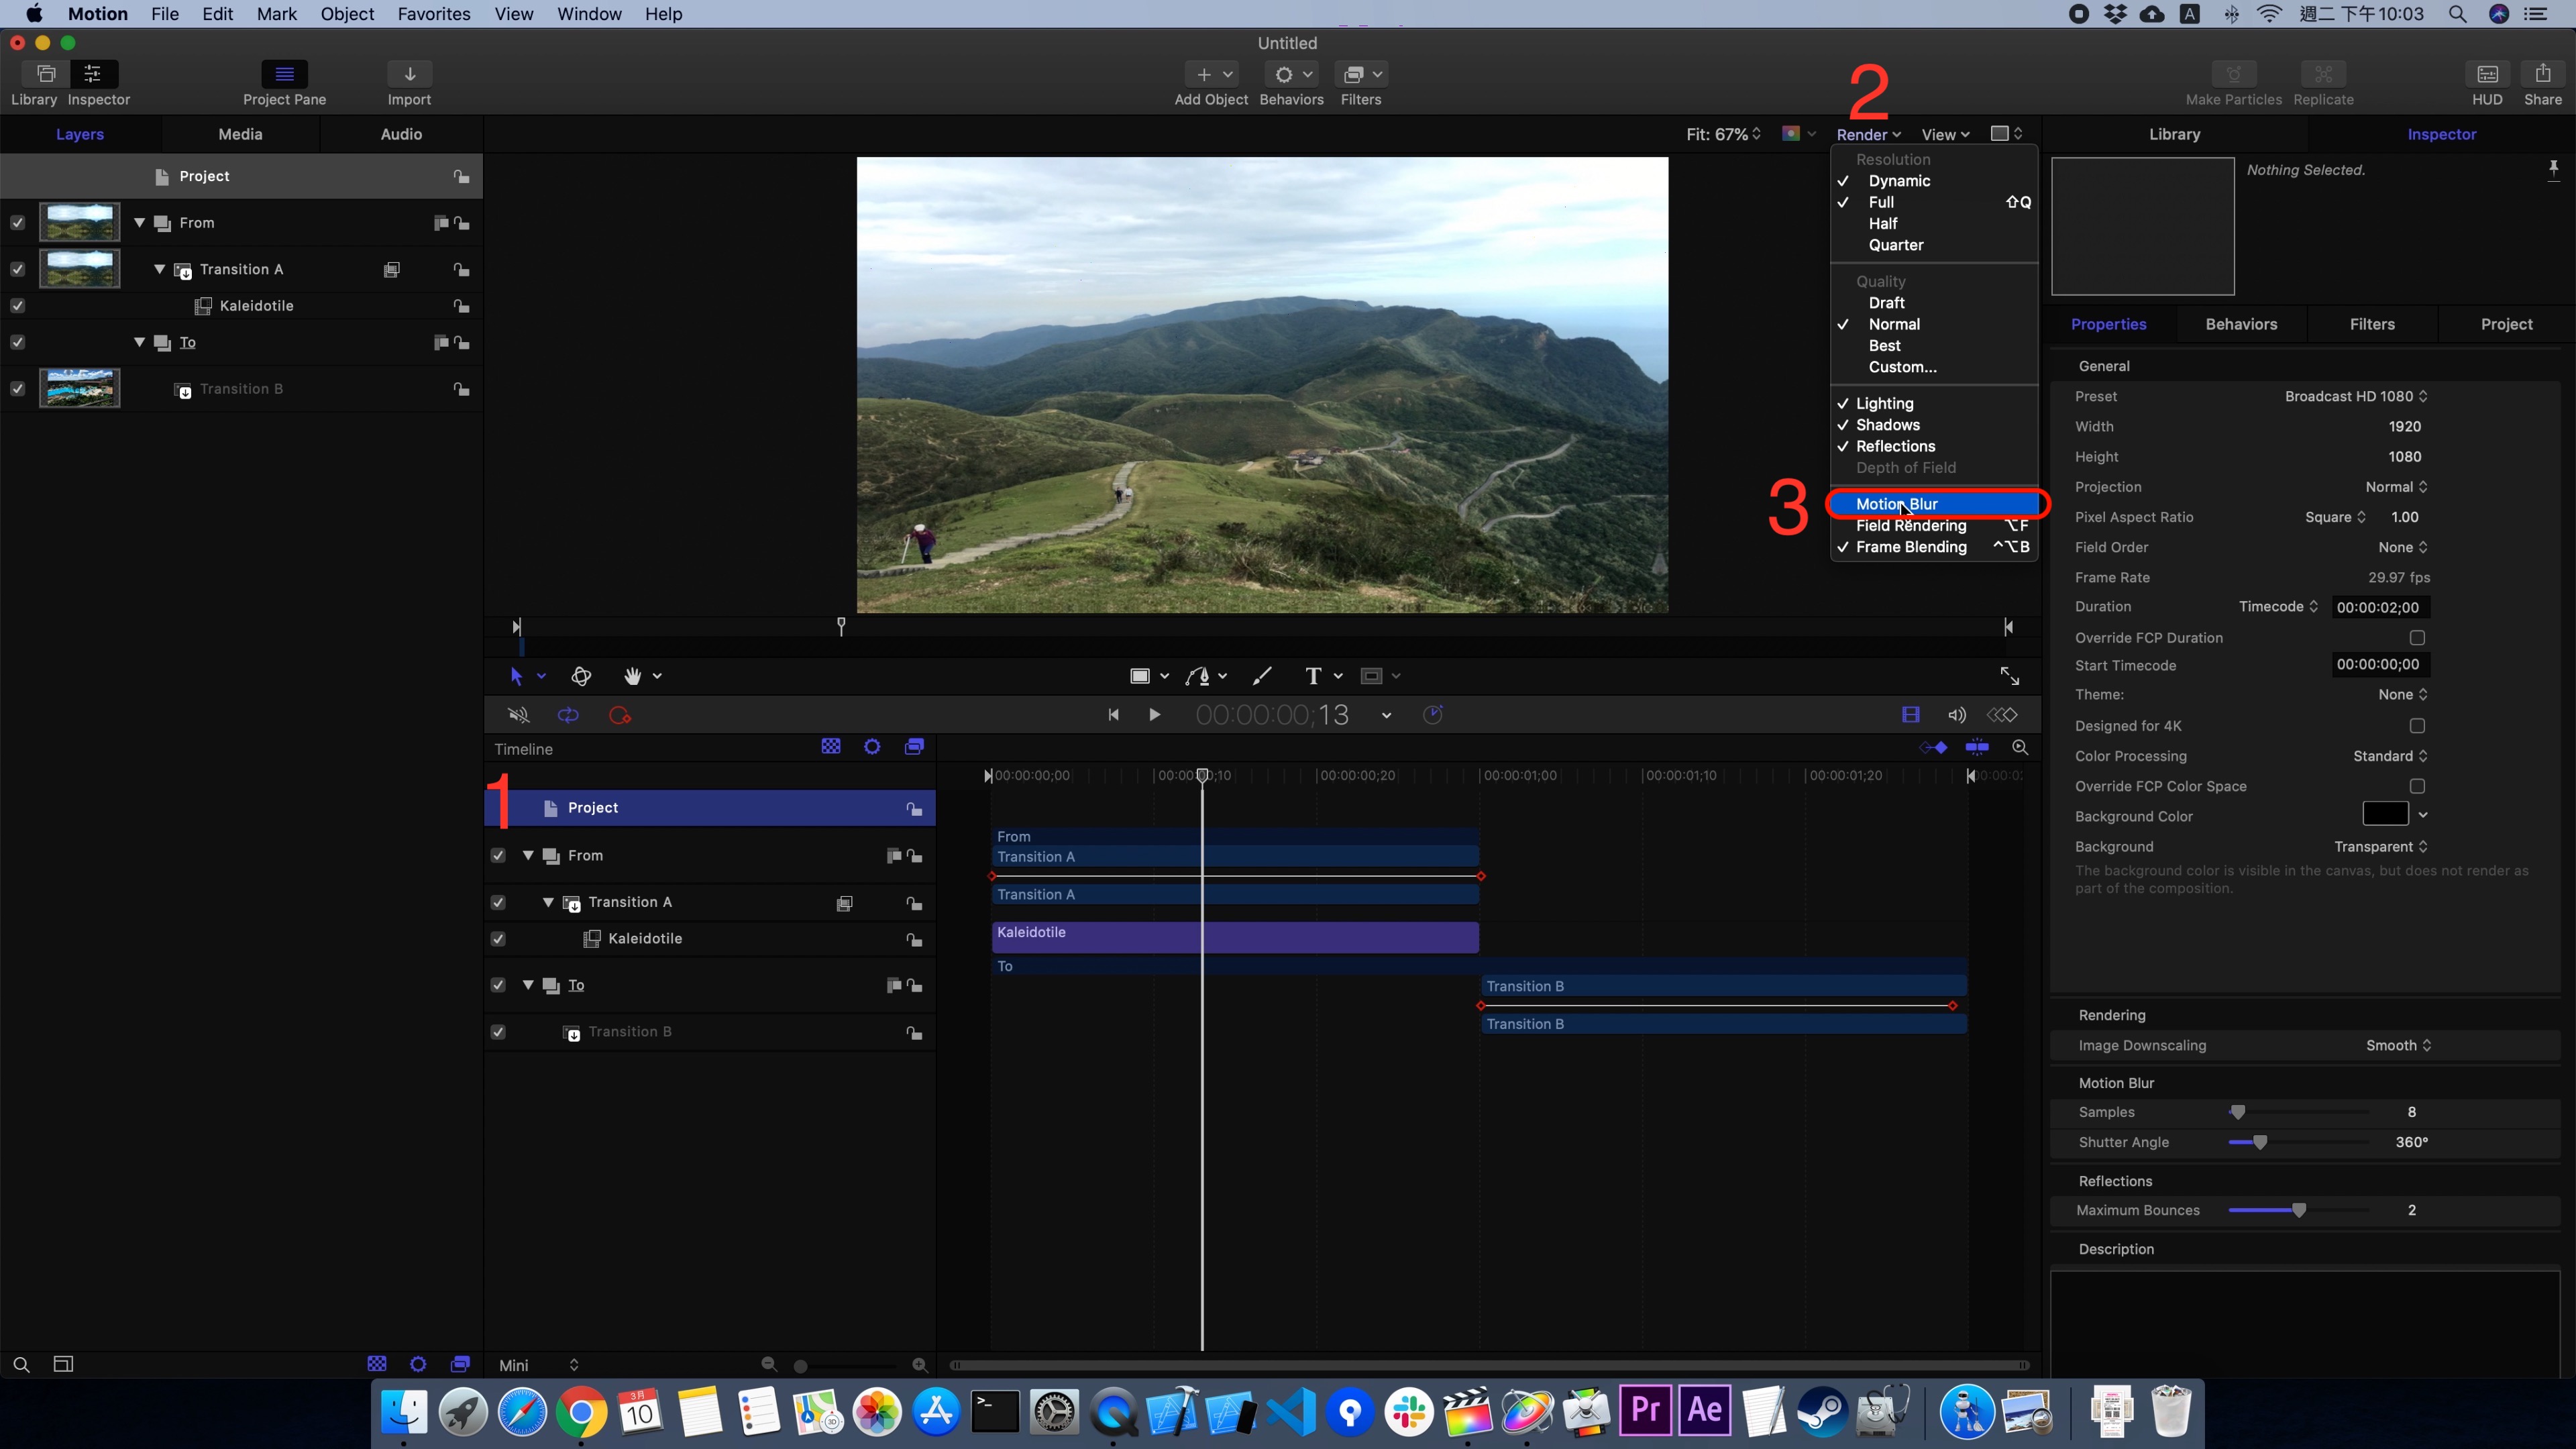 Motion File Edit Mark Object Favorites View Window Help
A 週二 下午10:03
Untitled
Library Inspector Project Pane Import Add Object Behaviors Filters Make Particles Replicate HUD Share
2
Layers Media Audio
Fit: 67% Render View
Library Inspector
Project
From
Transition A
Kaleidotile
To
Transition B
Resolution
✓ Dynamic
✓ Full ⇧Q
Half
Quarter
Quality
Draft
✓ Normal
Best
Custom...
✓ Lighting
✓ Shadows
✓ Reflections
Depth of Field
3
Motion Blur
Field Rendering ⌥F
✓ Frame Blending ^⌥B
Nothing Selected.
Properties Behaviors Filters Project
General
Preset Broadcast HD 1080
Width 1920
Height 1080
Projection Normal
Pixel Aspect Ratio Square 1.00
Field Order None
Frame Rate 29.97 fps
Duration Timecode 00:00:02;00
Override FCP Duration
Start Timecode 00:00:00;00
Theme: None
Designed for 4K
Color Processing Standard
Override FCP Color Space
Background Color
Background Transparent
The background color is visible in the canvas, but does not render as
part of the composition.
Rendering
Image Downscaling Smooth
Motion Blur
Samples 8
Shutter Angle 360°
Reflections
Maximum Bounces 2
Description
T
00:00:00;13
Timeline
00:00:00;00 00:00:00;10 00:00:00;20 00:00:01;00 00:00:01;10 00:00:01;20
1
Project
From
Transition A
Kaleidotile
To
Transition B
From
Transition A
Transition A
Kaleidotile
To
Transition B
Transition B
Mini
3月
10
3D
Pr
Ae